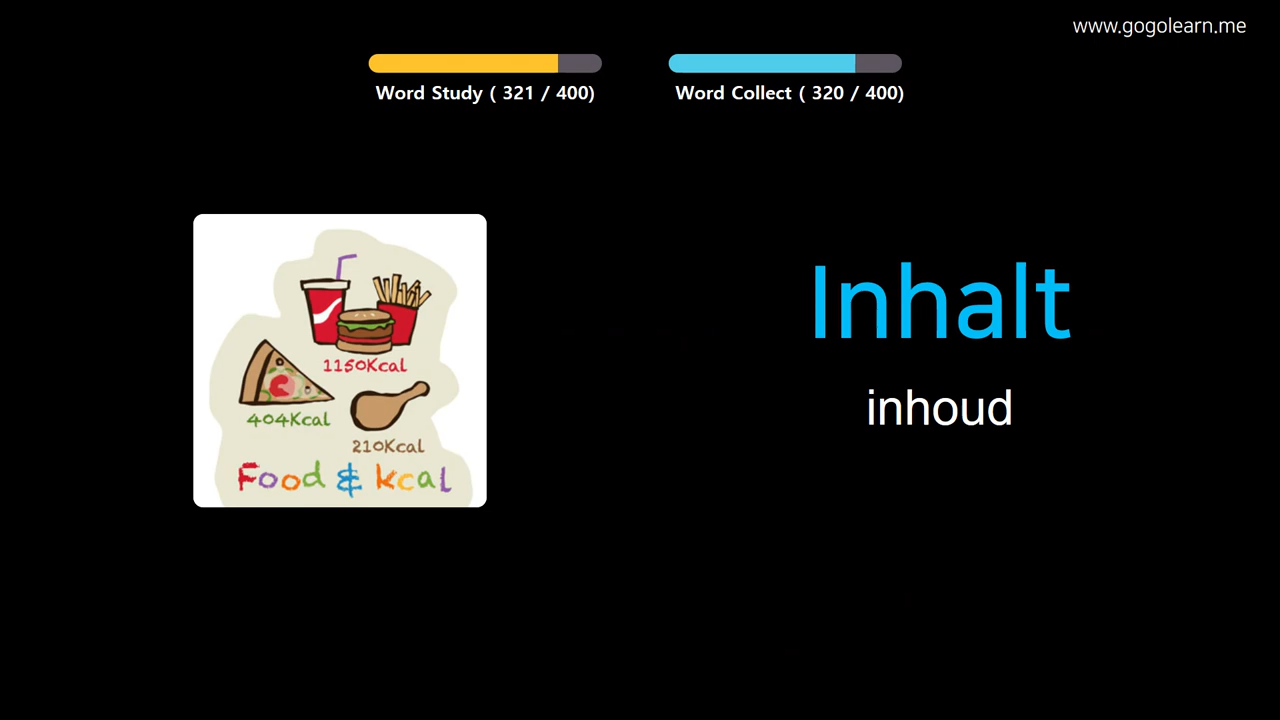 www.gogolearn.me
Word Study ( 321 / 400)
Word Collect ( 320 / 400)
1150Kcal
404Kcal
210Kcal
Food & kcal
Inhalt
inhoud